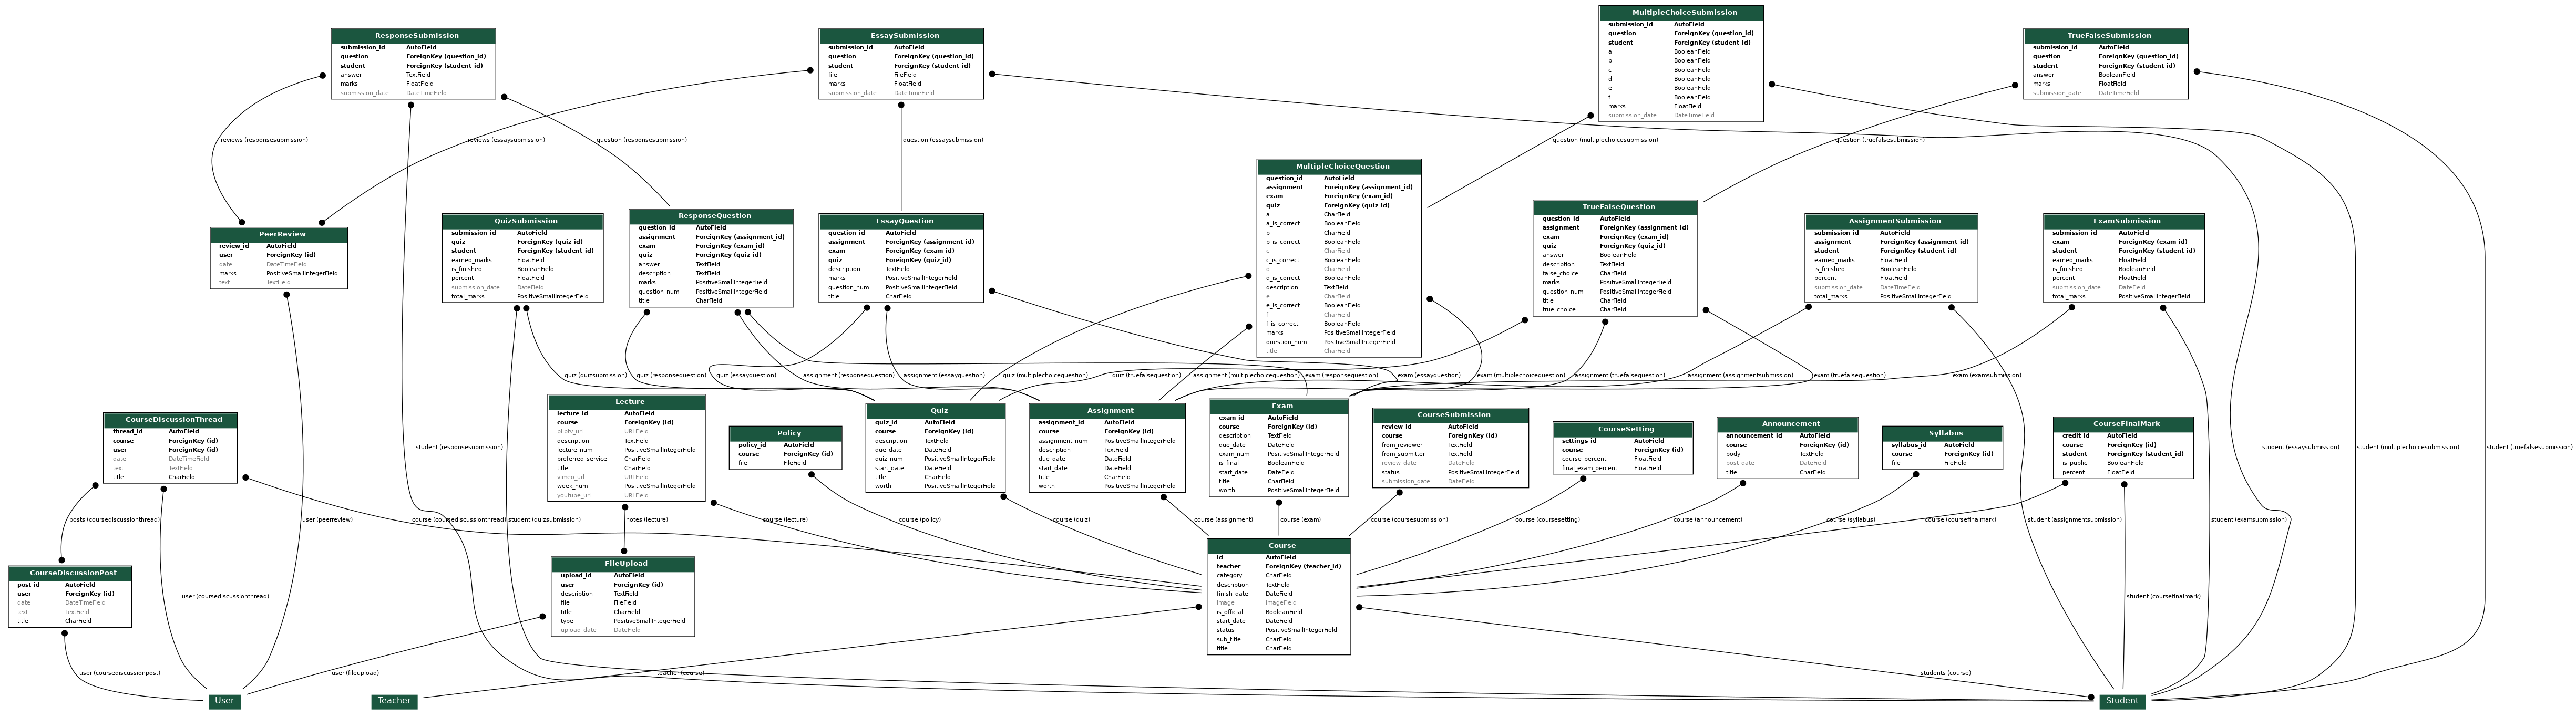 MultipleChoiceSubmission
submission_id AutoField
question ForeignKey (question_id)
student ForeignKey (student_id)
a BooleanField
b BooleanField
c BooleanField
d BooleanField
e BooleanField
f BooleanField
marks FloatField
submission_date DateTimeField
ResponseSubmission
submission_id AutoField
question ForeignKey (question_id)
student ForeignKey (student_id)
answer TextField
marks FloatField
submission_date DateTimeField
EssaySubmission
submission_id AutoField
question ForeignKey (question_id)
student ForeignKey (student_id)
file FileField
marks FloatField
submission_date DateTimeField
TrueFalseSubmission
submission_id AutoField
question ForeignKey (question_id)
student ForeignKey (student_id)
answer BooleanField
marks FloatField
submission_date DateTimeField
reviews (responsesubmission)
reviews (essaysubmission)
question (responsesubmission)
question (essaysubmission)
question (multiplechoicesubmission)
question (truefalsesubmission)
PeerReview
review_id AutoField
user ForeignKey (id)
date DateTimeField
marks PositiveSmallIntegerField
text TextField
QuizSubmission
submission_id AutoField
quiz ForeignKey (quiz_id)
student ForeignKey (student_id)
earned_marks FloatField
is_finished BooleanField
percent FloatField
submission_date DateField
total_marks PositiveSmallIntegerField
ResponseQuestion
question_id AutoField
assignment ForeignKey (assignment_id)
exam ForeignKey (exam_id)
quiz ForeignKey (quiz_id)
answer TextField
description TextField
marks PositiveSmallIntegerField
question_num PositiveSmallIntegerField
title CharField
EssayQuestion
question_id AutoField
assignment ForeignKey (assignment_id)
exam ForeignKey (exam_id)
quiz ForeignKey (quiz_id)
description TextField
marks PositiveSmallIntegerField
question_num PositiveSmallIntegerField
title CharField
MultipleChoiceQuestion
question_id AutoField
assignment ForeignKey (assignment_id)
exam ForeignKey (exam_id)
quiz ForeignKey (quiz_id)
a CharField
a_is_correct BooleanField
b CharField
b_is_correct BooleanField
c CharField
c_is_correct BooleanField
d CharField
d_is_correct BooleanField
description TextField
e CharField
e_is_correct BooleanField
f CharField
f_is_correct BooleanField
marks PositiveSmallIntegerField
question_num PositiveSmallIntegerField
title CharField
TrueFalseQuestion
question_id AutoField
assignment ForeignKey (assignment_id)
exam ForeignKey (exam_id)
quiz ForeignKey (quiz_id)
answer BooleanField
description TextField
false_choice CharField
marks PositiveSmallIntegerField
question_num PositiveSmallIntegerField
title CharField
true_choice CharField
AssignmentSubmission
submission_id AutoField
assignment ForeignKey (assignment_id)
student ForeignKey (student_id)
earned_marks FloatField
is_finished BooleanField
percent FloatField
submission_date DateTimeField
total_marks PositiveSmallIntegerField
ExamSubmission
submission_id AutoField
exam ForeignKey (exam_id)
student ForeignKey (student_id)
earned_marks FloatField
is_finished BooleanField
percent FloatField
submission_date DateField
total_marks PositiveSmallIntegerField
quiz (quizsubmission)
quiz (responsequestion)
quiz (essayquestion)
assignment (responsequestion)
assignment (essayquestion)
quiz (multiplechoicequestion)
quiz (truefalsequestion)
assignment (multiplechoicequestion)
exam (responsequestion)
exam (essayquestion)
exam (multiplechoicequestion)
assignment (truefalsequestion)
assignment (assignmentsubmission)
exam (truefalsequestion)
exam (examsubmission)
CourseDiscussionThread
thread_id AutoField
course ForeignKey (id)
user ForeignKey (id)
date DateTimeField
text TextField
title CharField
Lecture
lecture_id AutoField
course ForeignKey (id)
bliptv_url URLField
description TextField
lecture_num PositiveSmallIntegerField
preferred_service CharField
title CharField
vimeo_url URLField
week_num PositiveSmallIntegerField
youtube_url URLField
Policy
policy_id AutoField
course ForeignKey (id)
file FileField
Quiz
quiz_id AutoField
course ForeignKey (id)
description TextField
due_date DateField
quiz_num PositiveSmallIntegerField
start_date DateField
title CharField
worth PositiveSmallIntegerField
Assignment
assignment_id AutoField
course ForeignKey (id)
assignment_num PositiveSmallIntegerField
description TextField
due_date DateField
start_date DateField
title CharField
worth PositiveSmallIntegerField
Exam
exam_id AutoField
course ForeignKey (id)
description TextField
due_date DateField
exam_num PositiveSmallIntegerField
is_final BooleanField
start_date DateField
title CharField
worth PositiveSmallIntegerField
CourseSubmission
review_id AutoField
course ForeignKey (id)
from_reviewer TextField
from_submitter TextField
review_date DateField
status PositiveSmallIntegerField
submission_date DateField
CourseSetting
settings_id AutoField
course ForeignKey (id)
course_percent FloatField
final_exam_percent FloatField
Announcement
announcement_id AutoField
course ForeignKey (id)
body TextField
post_date DateField
title CharField
Syllabus
syllabus_id AutoField
course ForeignKey (id)
file FileField
CourseFinalMark
credit_id AutoField
course ForeignKey (id)
student ForeignKey (student_id)
is_public BooleanField
percent FloatField
student (responsesubmission)
student (essaysubmission)
student (multiplechoicesubmission)
student (truefalsesubmission)
posts (coursediscussionthread)
user (peerreview)
course (coursediscussionthread)
student (quizsubmission)
notes (lecture)
course (lecture)
course (policy)
course (quiz)
course (assignment)
course (exam)
course (coursesubmission)
course (coursesetting)
course (announcement)
course (syllabus)
course (coursefinalmark)
student (assignmentsubmission)
student (examsubmission)
CourseDiscussionPost
post_id AutoField
user ForeignKey (id)
date DateTimeField
text TextField
title CharField
user (coursediscussionthread)
FileUpload
upload_id AutoField
user ForeignKey (id)
description TextField
file FileField
title CharField
type PositiveSmallIntegerField
upload_date DateField
Course
id AutoField
teacher ForeignKey (teacher_id)
category CharField
description TextField
finish_date DateField
image ImageField
is_official BooleanField
start_date DateField
status PositiveSmallIntegerField
sub_title CharField
title CharField
student (coursefinalmark)
user (coursediscussionpost)
user (fileupload)
teacher (course)
students (course)
User
Teacher
Student